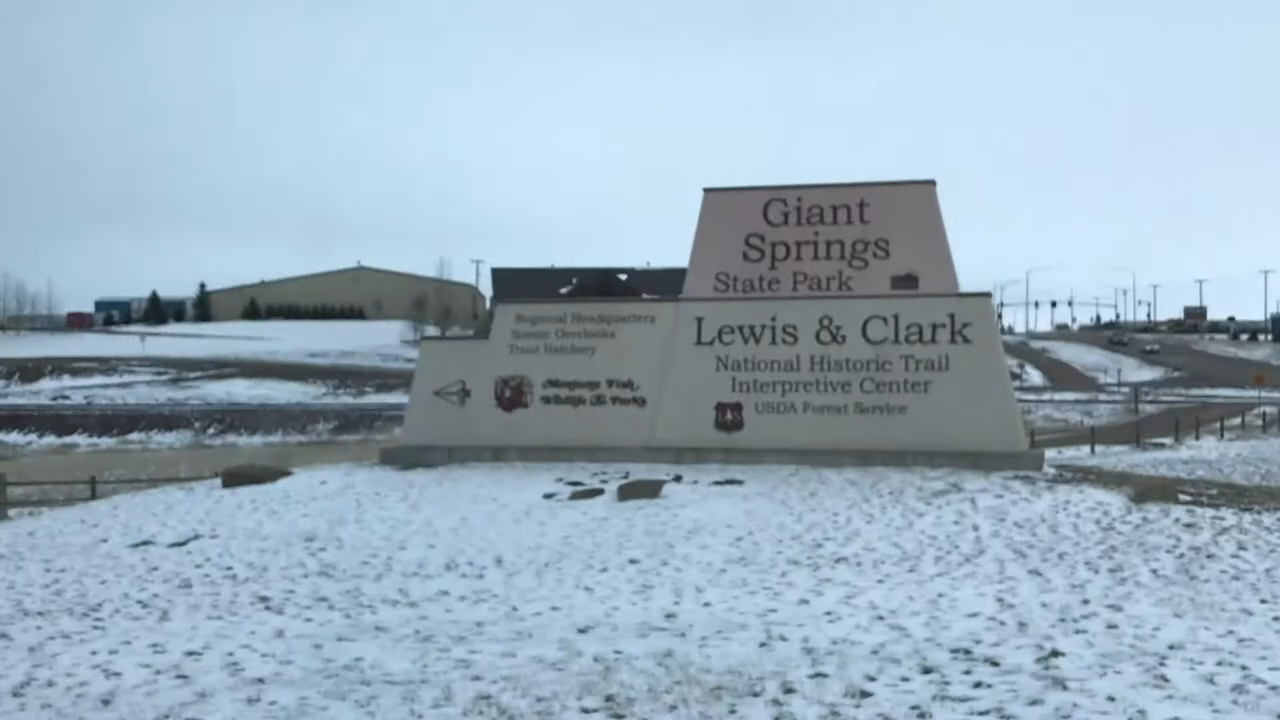 Giant
Springs
State Park
Regional Headquarters
Scenic Overlooks
Trout Hatchery
Montana Fish,
Wildlife & Parks
Lewis & Clark
National Historic Trail
Interpretive Center
USDA Forest Service